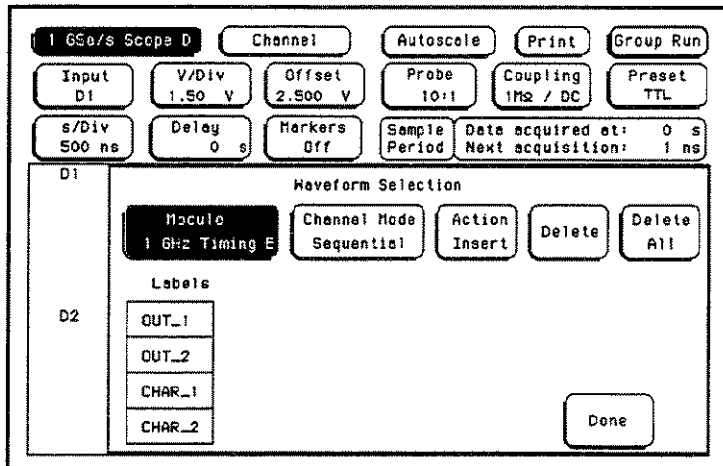 1 GSa/s Scope D Channel Autoscale Print Group Run
Input V/Div Offset Probe Coupling Preset
D1 1.50 V 2.500 V 10:1 1MΩ / DC TTL
s/Div Delay Markers Sample Data acquired at: 0 s
500 ns 0 s Off Period Next acquisition: 1 ns
D1
Waveform Selection
Module Channel Mode Action Delete Delete
1 GHz Timing E Sequential Insert All
Labels
D2 OUT_1
OUT_2
CHAR_1
CHAR_2
Done